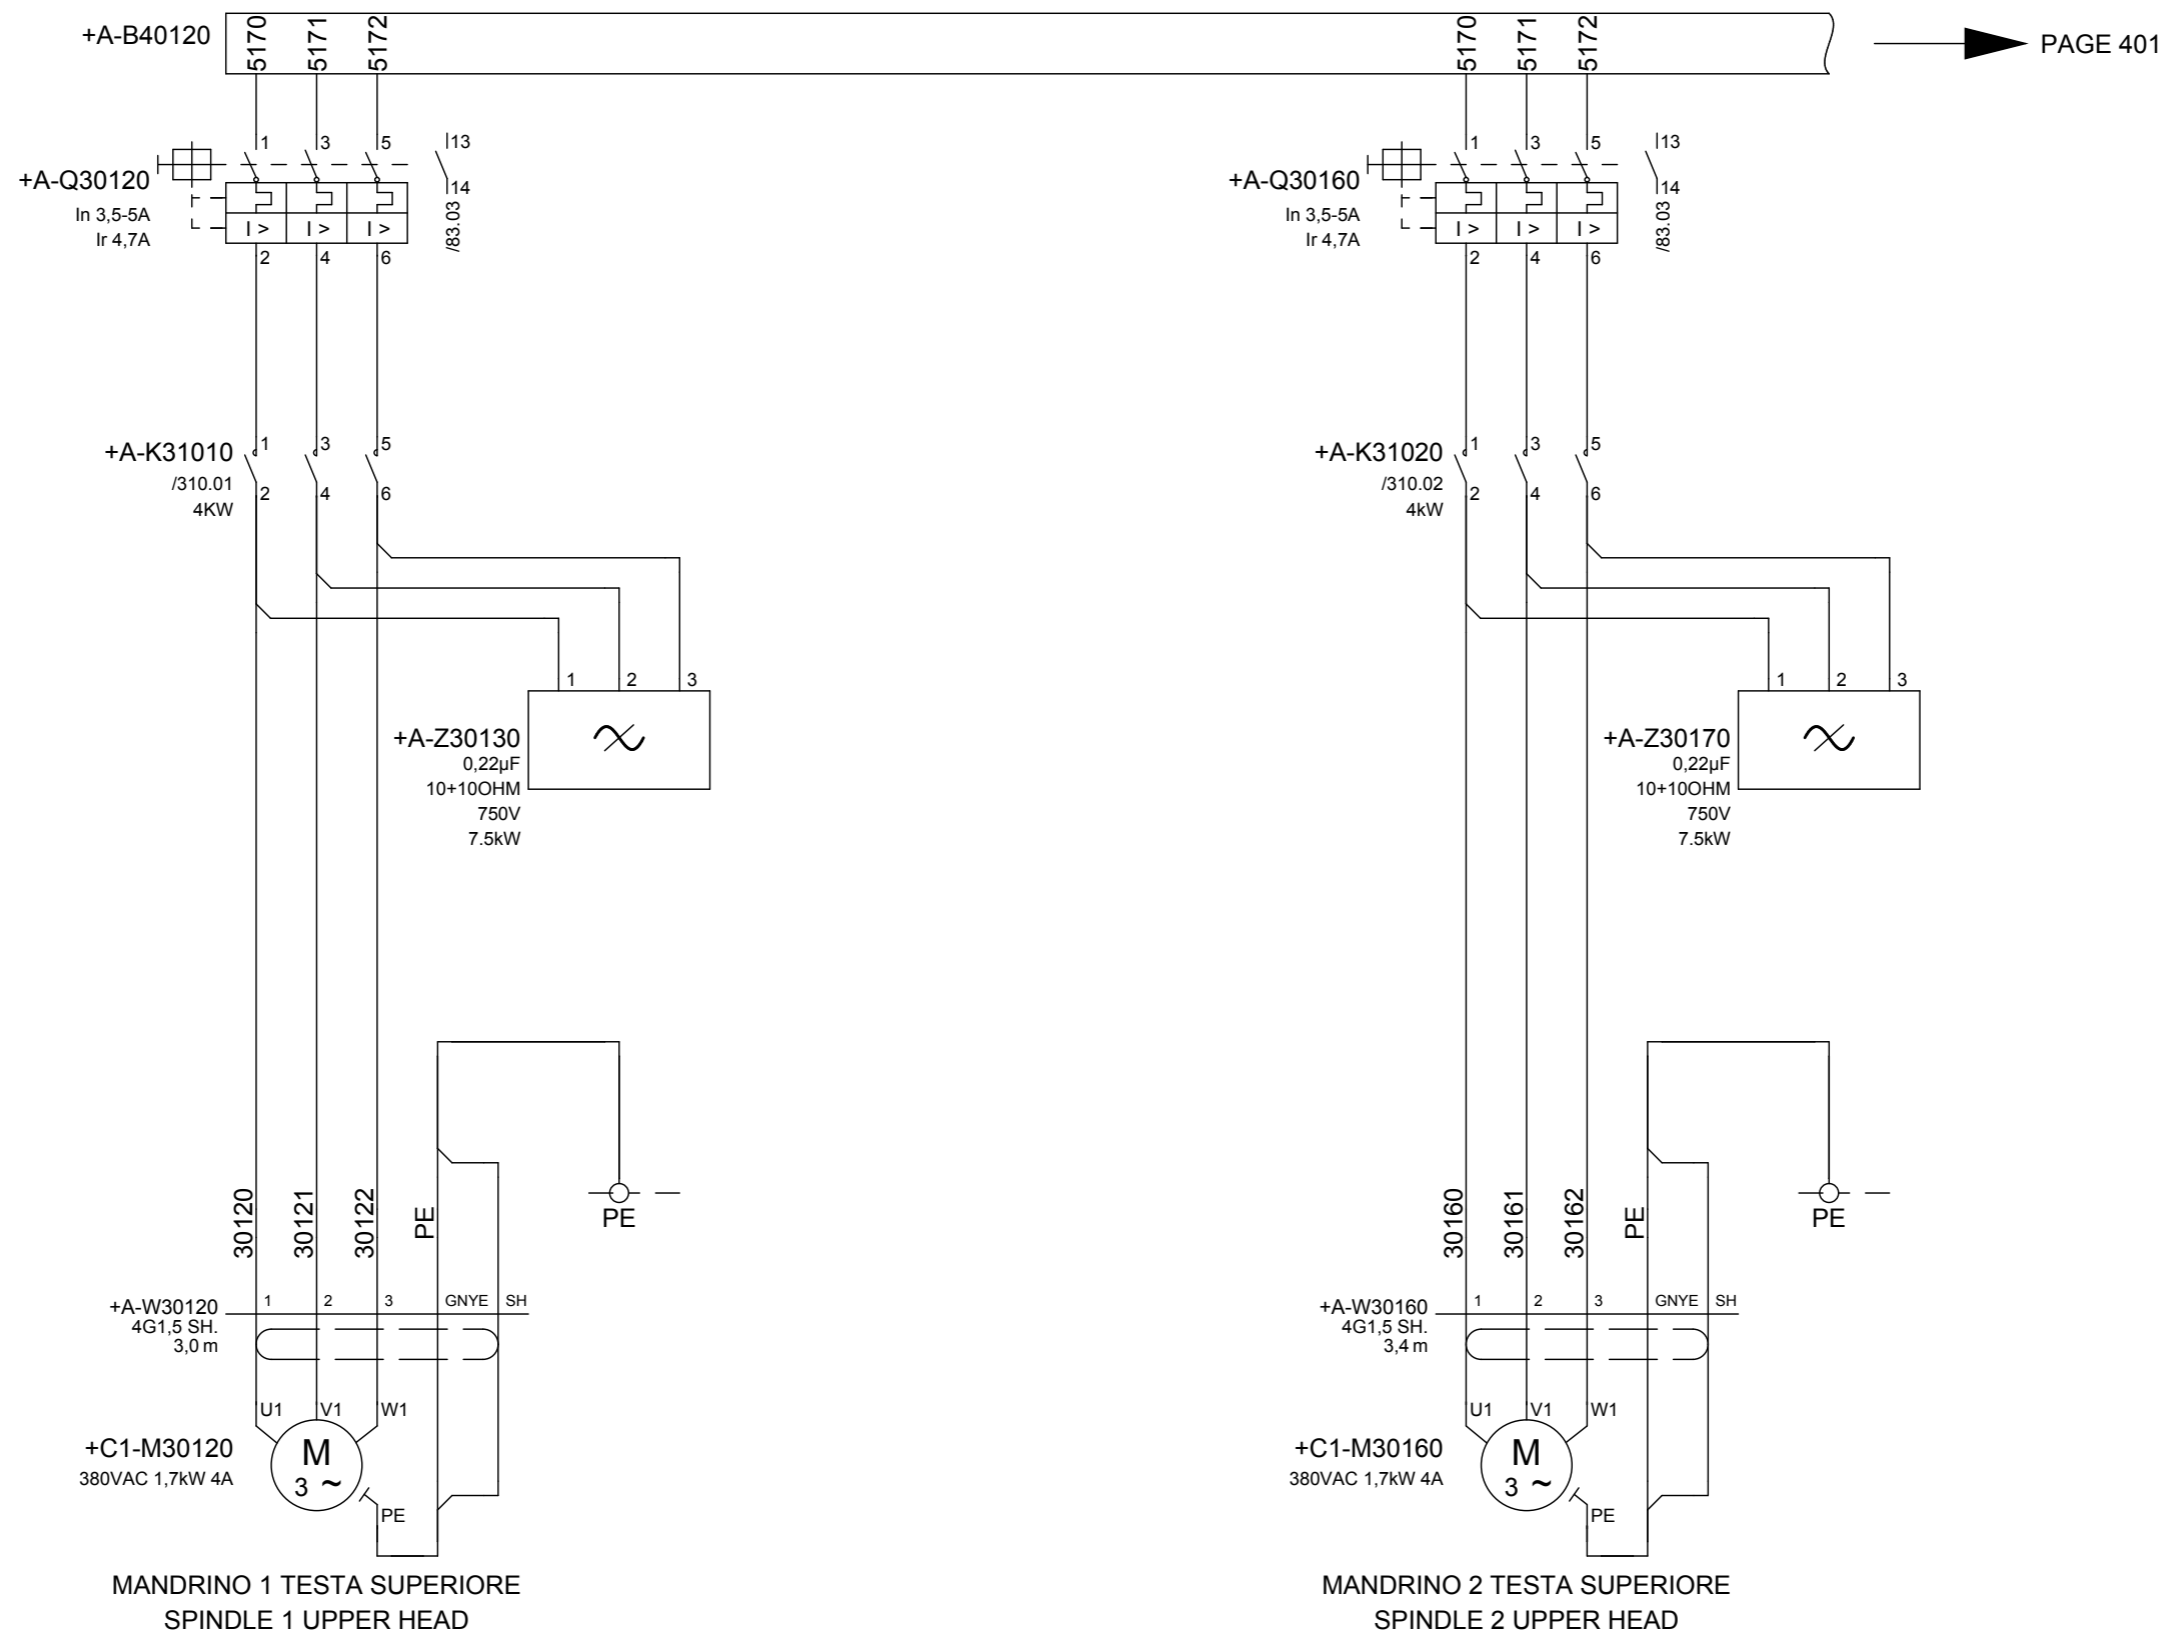 +A-B40120
5170 5171 5172
5170 5171 5172
PAGE 401
+A-Q30120
In 3,5-5A
Ir 4,7A
1 3 5
13
14
/83.03
I > I > I >
2 4 6
+A-Q30160
In 3,5-5A
Ir 4,7A
1 3 5
13
14
/83.03
I > I > I >
2 4 6
+A-K31010
/310.01
4KW
1 3 5
2 4 6
+A-K31020
/310.02
4kW
1 3 5
2 4 6
1 2 3
+A-Z30130
0,22µF
10+10OHM
750V
7.5kW
1 2 3
+A-Z30170
0,22µF
10+10OHM
750V
7.5kW
30120 30121 30122 PE
PE
30160 30161 30162 PE
PE
+A-W30120
4G1,5 SH.
3,0 m
1 2 3 GNYE SH
+A-W30160
4G1,5 SH.
3,4 m
1 2 3 GNYE SH
U1 V1 W1
+C1-M30120
380VAC 1,7kW 4A
M
3 ~
PE
U1 V1 W1
+C1-M30160
380VAC 1,7kW 4A
M
3 ~
PE
MANDRINO 1 TESTA SUPERIORE
SPINDLE 1 UPPER HEAD
MANDRINO 2 TESTA SUPERIORE
SPINDLE 2 UPPER HEAD